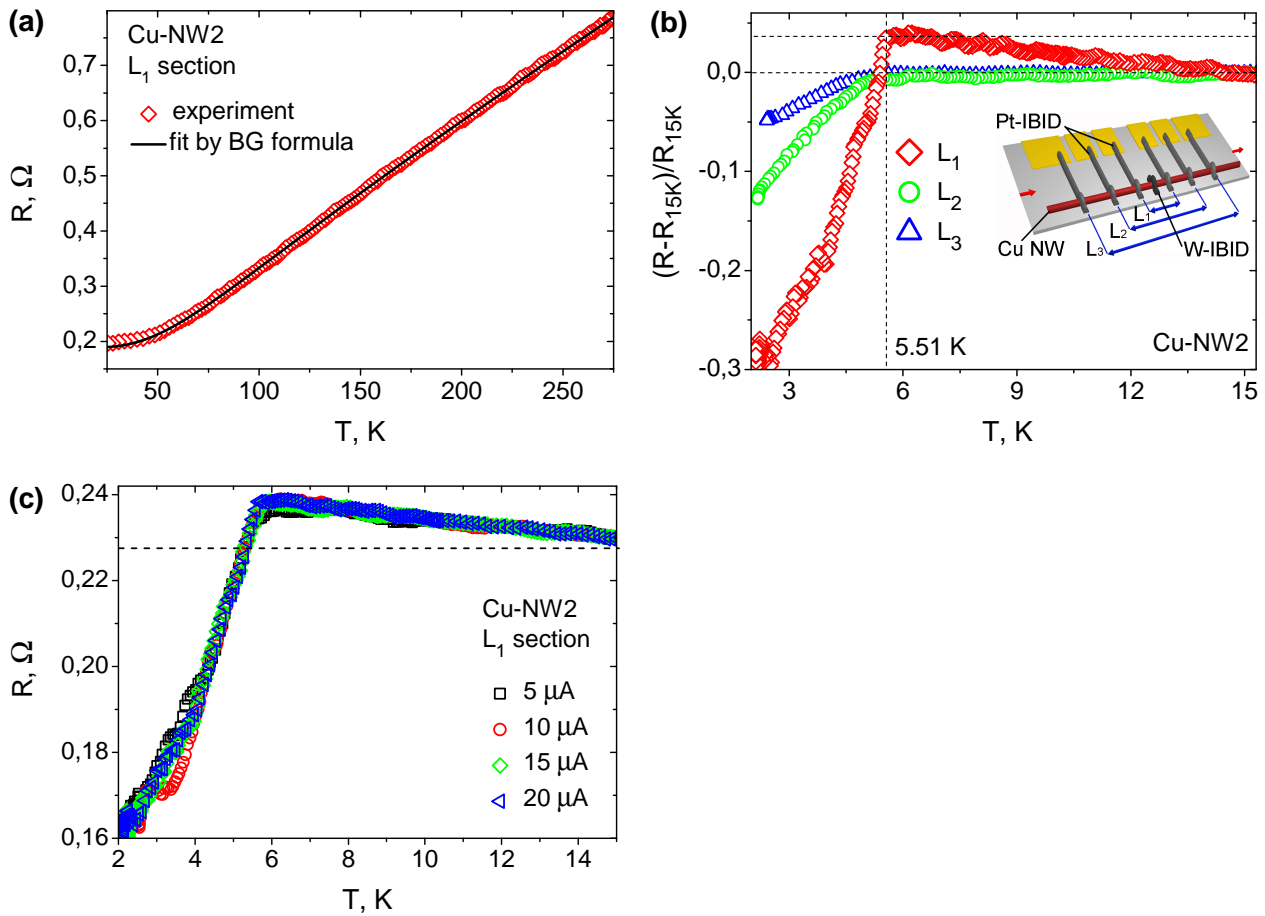 (a)
Cu-NW2
L₁ section
experiment
fit by BG formula
R, Ω
0,7
0,6
0,5
0,4
0,3
0,2
50 100 150 200 250
T, K
(b)
(R-R₁₅ₖ)/R₁₅ₖ
0,0
-0,1
-0,2
-0,3
L₁
L₂
L₃
Pt-IBID
L₁
L₂
L₃
Cu NW
W-IBID
5.51 K
Cu-NW2
3 6 9 12 15
T, K
(c)
R, Ω
0,24
0,22
0,20
0,18
0,16
Cu-NW2
L₁ section
5 μA
10 μA
15 μA
20 μA
2 4 6 8 10 12 14
T, K